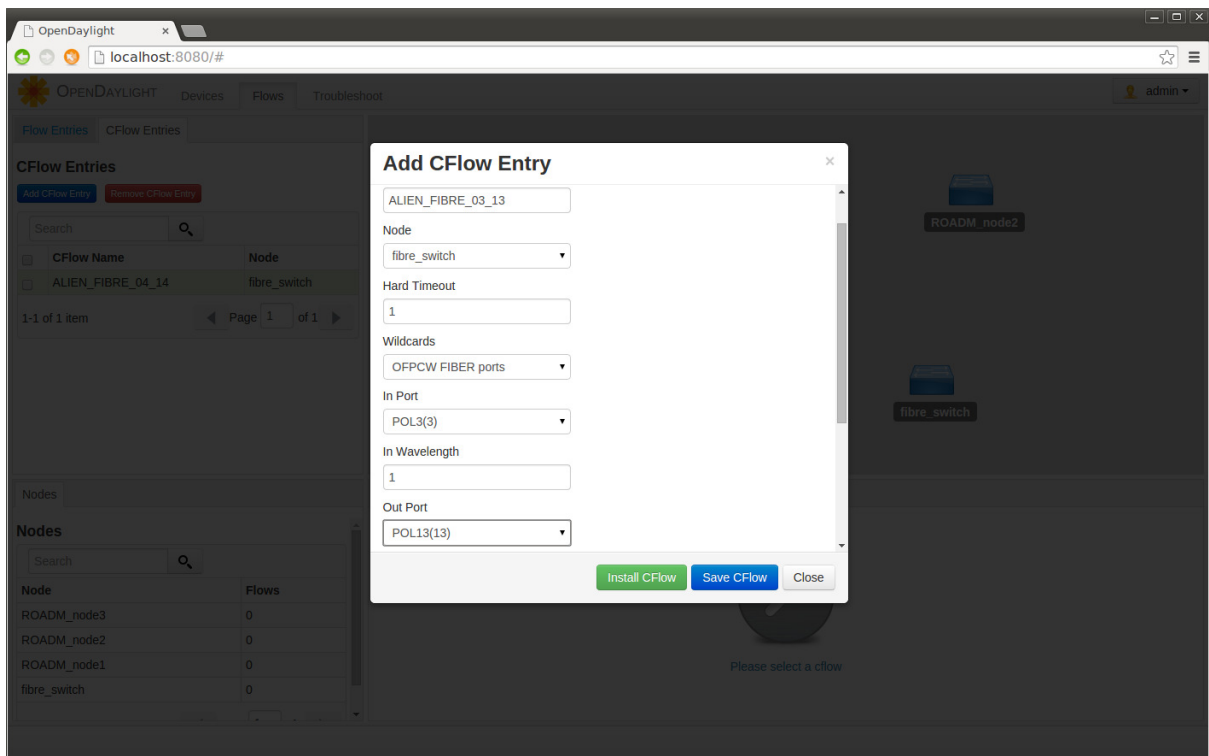 OpenDaylight
localhost:8080/#
OPENDAYLIGHT Devices Flows Troubleshoot admin
Flow Entries CFlow Entries
CFlow Entries
Add CFlow Entry Remove CFlow Entry
Search
CFlow Name Node
ALIEN_FIBRE_04_14 fibre_switch
1-1 of 1 item Page 1 of 1
ROADM_node2
fibre_switch
Add CFlow Entry
ALIEN_FIBRE_03_13
Node
fibre_switch
Hard Timeout
1
Wildcards
OFPCW FIBER ports
In Port
POL3(3)
In Wavelength
1
Out Port
POL13(13)
Install CFlow Save CFlow Close
Nodes
Nodes
Search
Node Flows
ROADM_node3 0
ROADM_node2 0
ROADM_node1 0
fibre_switch 0
Please select a cflow